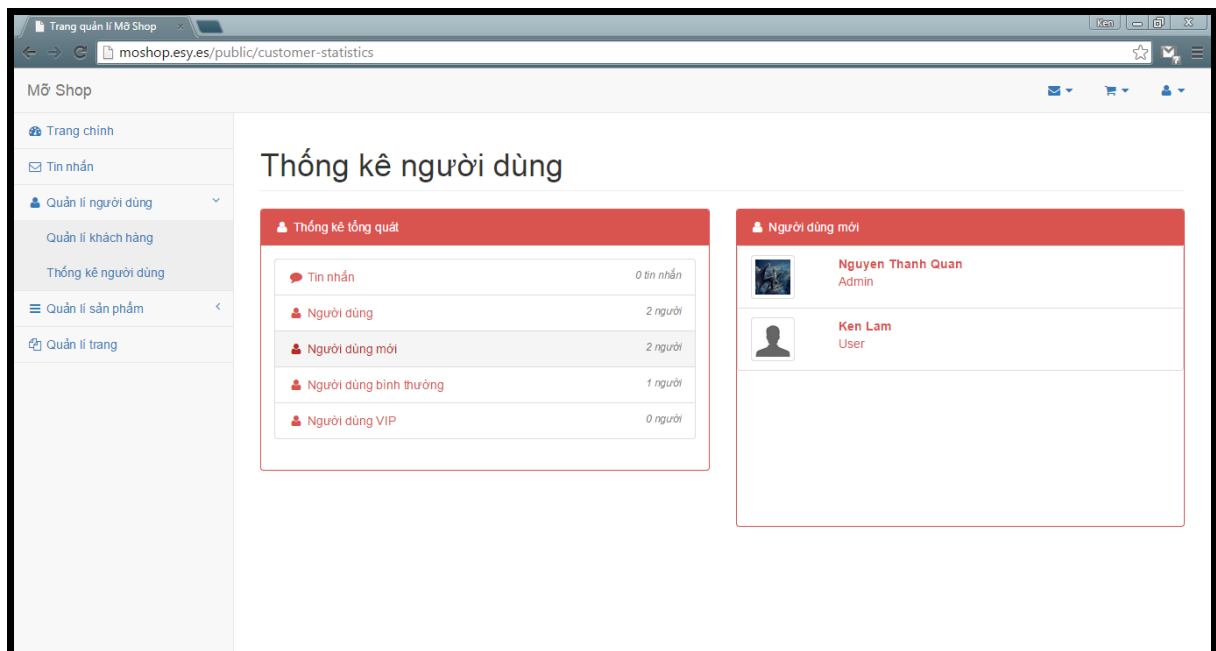 Trang quản lí Mỡ Shop
Ken
moshop.esy.es/public/customer-statistics
Mỡ Shop
Trang chính
Tin nhắn
Quản lí người dùng
Quản lí khách hàng
Thống kê người dùng
Quản lí sản phẩm
Quản lí trang
Thống kê người dùng
Thống kê tổng quát
Tin nhắn 0 tin nhắn
Người dùng 2 người
Người dùng mới 2 người
Người dùng bình thường 1 người
Người dùng VIP 0 người
Người dùng mới
Nguyen Thanh Quan
Admin
Ken Lam
User